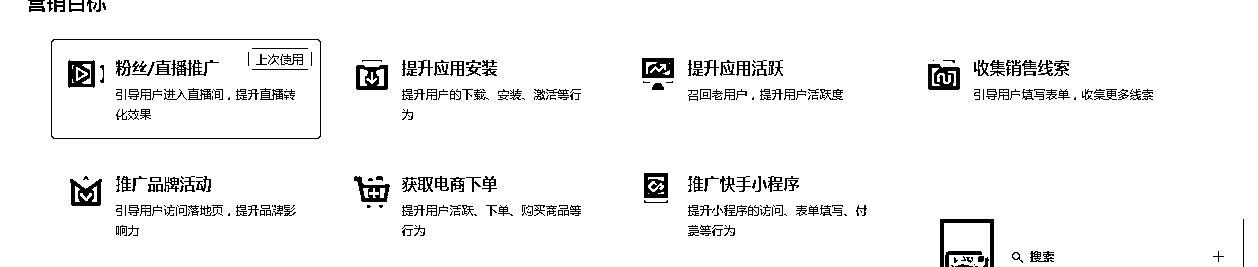 营销目标
粉丝/直播推广
上次使用
引导用户进入直播间，提升直播转
化效果
提升应用安装
提升用户的下载、安装、激活等行
为
提升应用活跃
召回老用户，提升用户活跃度
收集销售线索
引导用户填写表单，收集更多线索
推广品牌活动
引导用户访问落地页，提升品牌影
响力
获取电商下单
提升用户活跃、下单、购买商品等
行为
推广快手小程序
提升小程序的访问、表单填写、付
费等行为
搜索